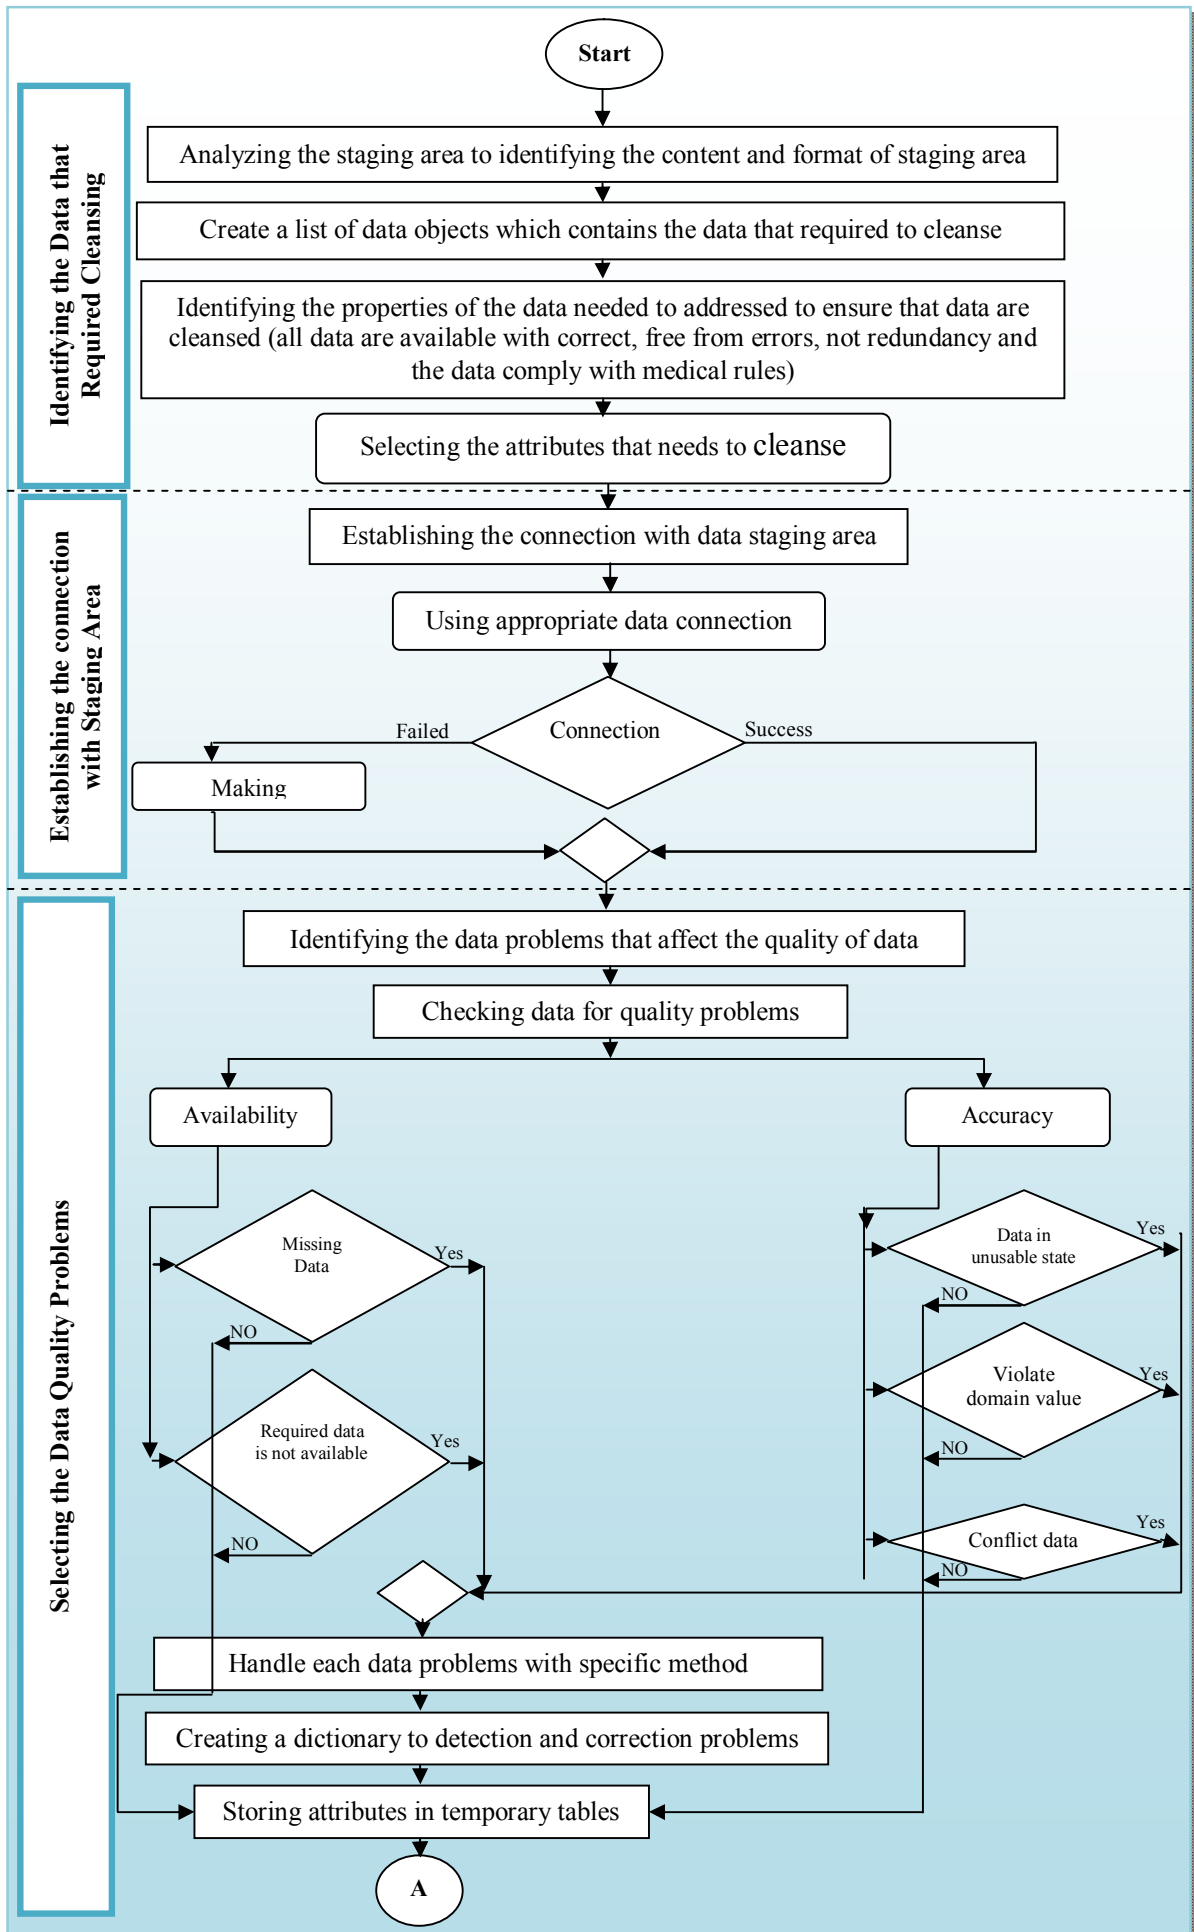 Start
Identifying the Data that
Required Cleansing
Analyzing the staging area to identifying the content and format of staging area
Create a list of data objects which contains the data that required to cleanse
Identifying the properties of the data needed to addressed to ensure that data are
cleansed (all data are available with correct, free from errors, not redundancy and
the data comply with medical rules)
Selecting the attributes that needs to cleanse
Establishing the connection
with Staging Area
Establishing the connection with data staging area
Using appropriate data connection
Connection
Failed
Success
Making
Selecting the Data Quality Problems
Identifying the data problems that affect the quality of data
Checking data for quality problems
Availability
Accuracy
Missing
Data
Yes
NO
Data in
unusable state
Yes
NO
Violate
domain value
Yes
NO
Required data
is not available
Yes
NO
Conflict data
Yes
NO
Handle each data problems with specific method
Creating a dictionary to detection and correction problems
Storing attributes in temporary tables
A